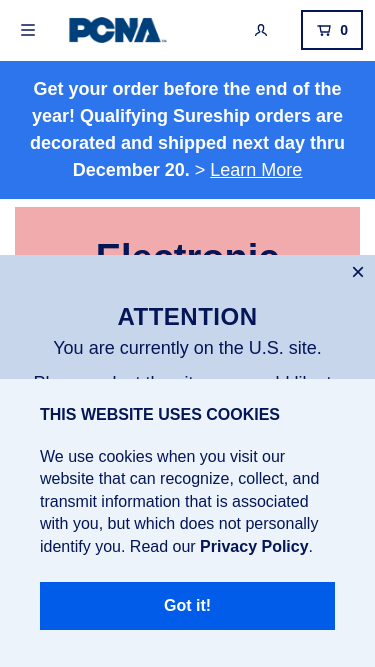 PCNA
0
Get your order before the end of the
year! Qualifying Sureship orders are
decorated and shipped next day thru
December 20. > Learn More
Electronic
ATTENTION
You are currently on the U.S. site.
THIS WEBSITE USES COOKIES
We use cookies when you visit our
website that can recognize, collect, and
transmit information that is associated
with you, but which does not personally
identify you. Read our Privacy Policy.
Got it!